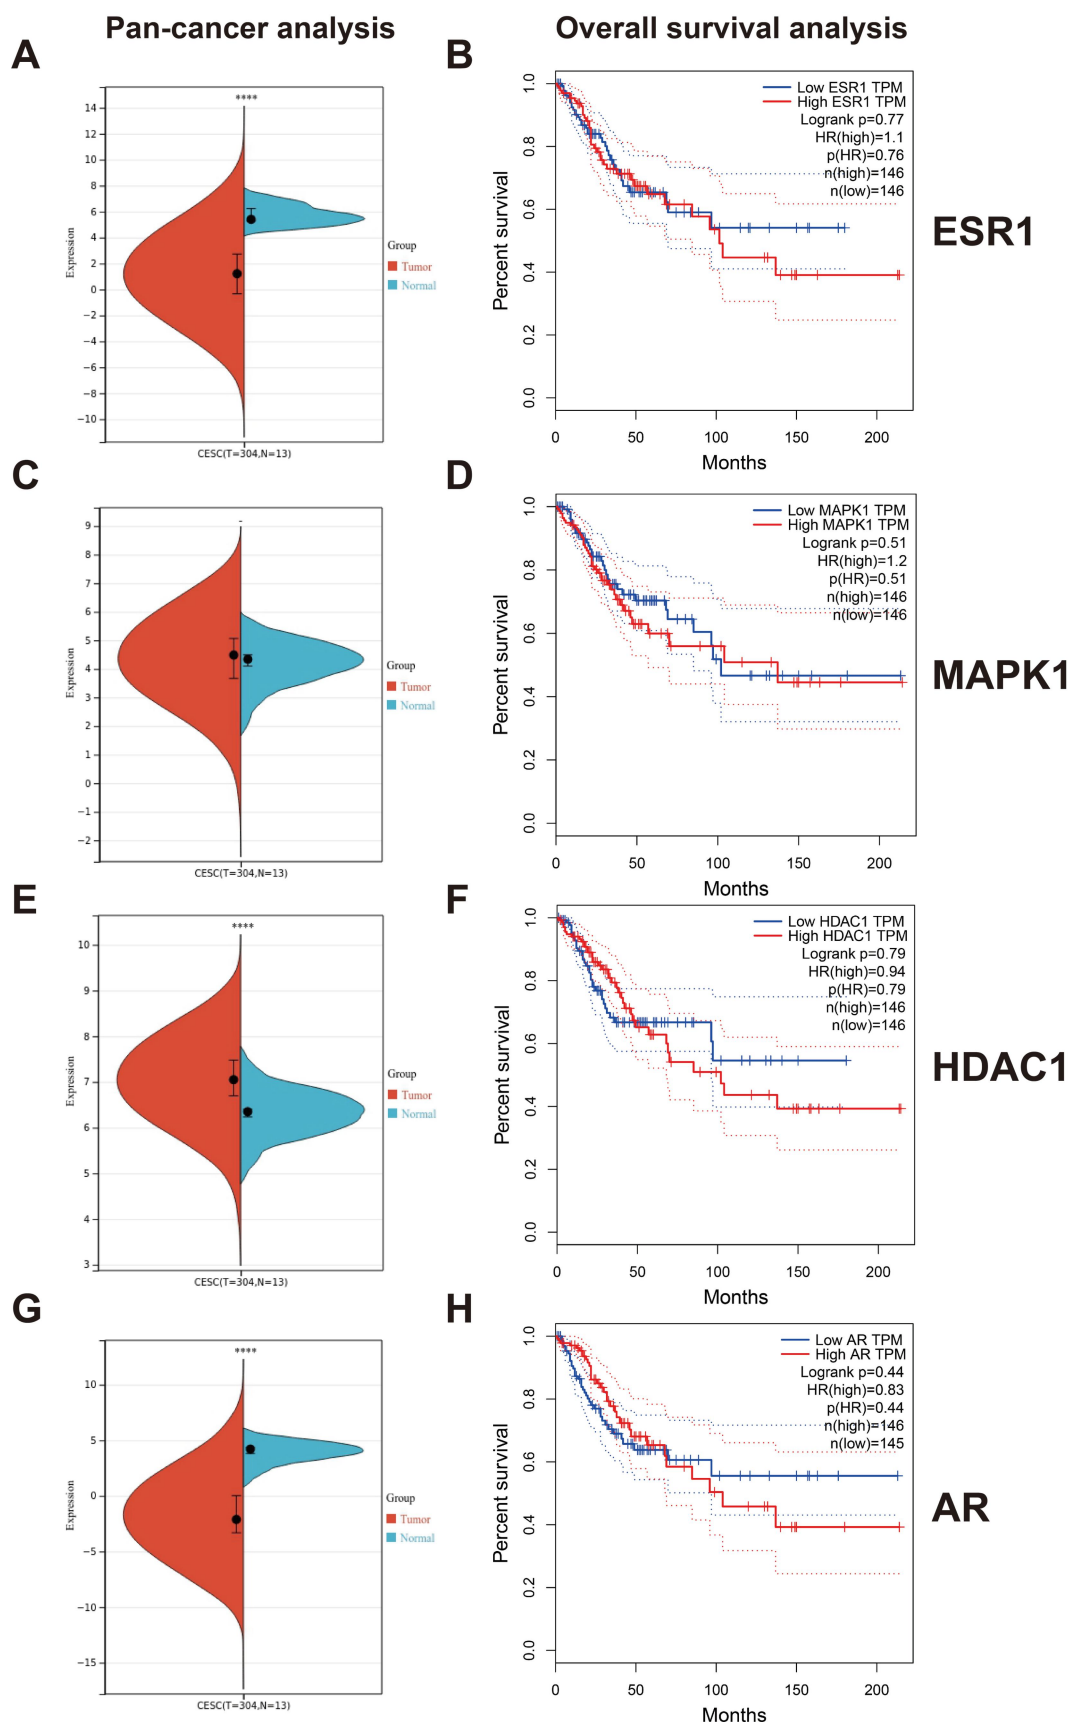 Pan-cancer analysis
Overall survival analysis
A
****
14
12
10
8
6
4
2
0
−2
−4
−6
−8
−10
Expression
Group
Tumor
Normal
CESC(T=304,N=13)
B
Low ESR1 TPM
High ESR1 TPM
Logrank p=0.77
HR(high)=1.1
p(HR)=0.76
n(high)=146
n(low)=146
Percent survival
1.0
0.8
0.6
0.4
0.2
0.0
0 50 100 150 200
Months
ESR1
C
-
9
8
7
6
5
4
3
2
1
0
−1
−2
Expression
Group
Tumor
Normal
CESC(T=304,N=13)
D
Low MAPK1 TPM
High MAPK1 TPM
Logrank p=0.51
HR(high)=1.2
p(HR)=0.51
n(high)=146
n(low)=146
Percent survival
1.0
0.8
0.6
0.4
0.2
0.0
0 50 100 150 200
Months
MAPK1
E
****
10
9
8
7
6
5
4
3
Expression
Group
Tumor
Normal
CESC(T=304,N=13)
F
Low HDAC1 TPM
High HDAC1 TPM
Logrank p=0.79
HR(high)=0.94
p(HR)=0.79
n(high)=146
n(low)=146
Percent survival
1.0
0.8
0.6
0.4
0.2
0.0
0 50 100 150 200
Months
HDAC1
G
****
10
5
0
−5
−10
−15
Expression
Group
Tumor
Normal
CESC(T=304,N=13)
H
Low AR TPM
High AR TPM
Logrank p=0.44
HR(high)=0.83
p(HR)=0.44
n(high)=146
n(low)=145
Percent survival
1.0
0.8
0.6
0.4
0.2
0.0
0 50 100 150 200
Months
AR